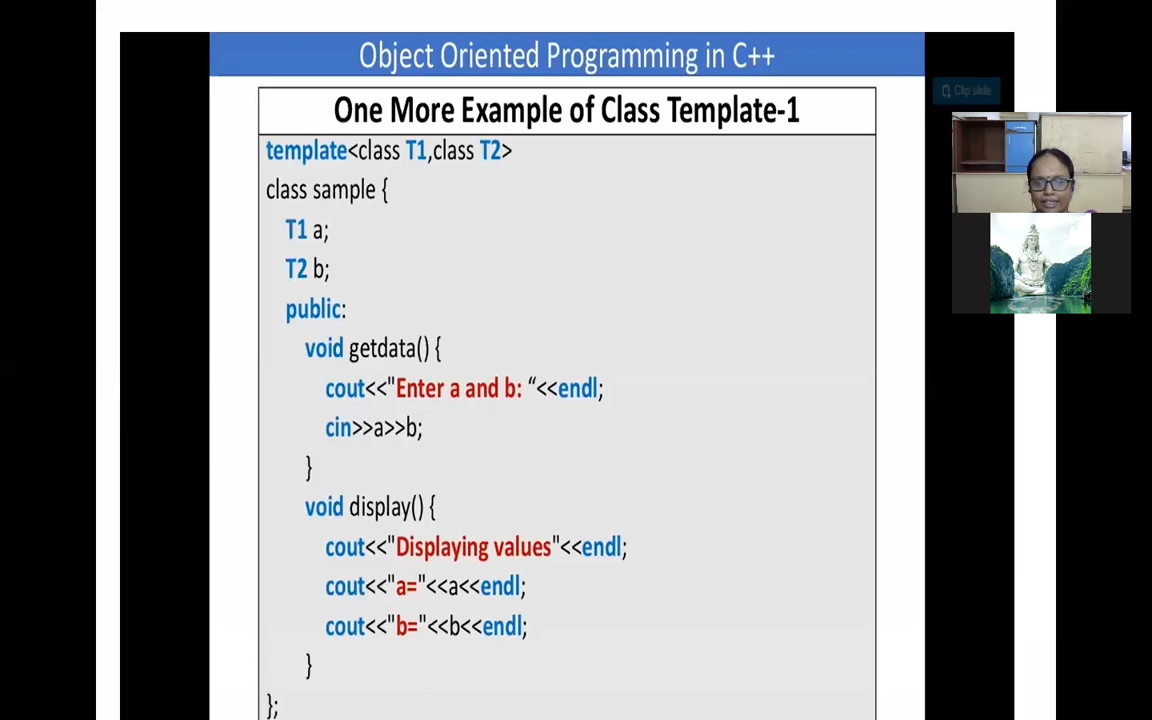 Object Oriented Programming in C++
Clip slide
One More Example of Class Template-1
template<class T1,class T2>
class sample {
T1 a;
T2 b;
public:
void getdata() {
cout<<"Enter a and b: “<<endl;
cin>>a>>b;
}
void display() {
cout<<"Displaying values"<<endl;
cout<<"a="<<a<<endl;
cout<<"b="<<b<<endl;
}
};